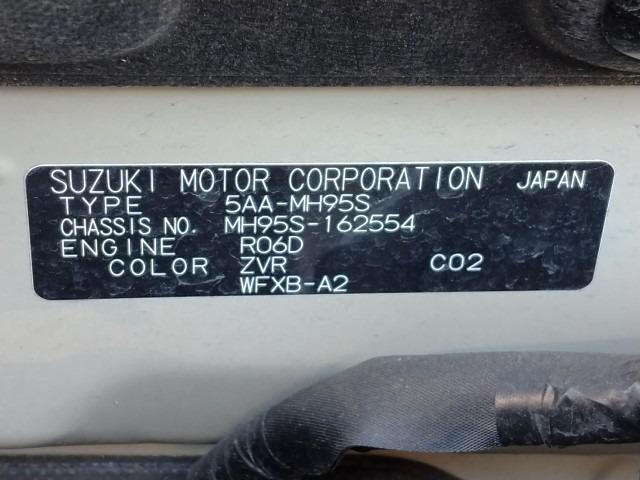 SUZUKI MOTOR CORPORATION JAPAN
TYPE 5AA-MH95S
CHASSIS NO. MH95S-162554
ENGINE R06D
COLOR ZVR C02
WFXB-A2